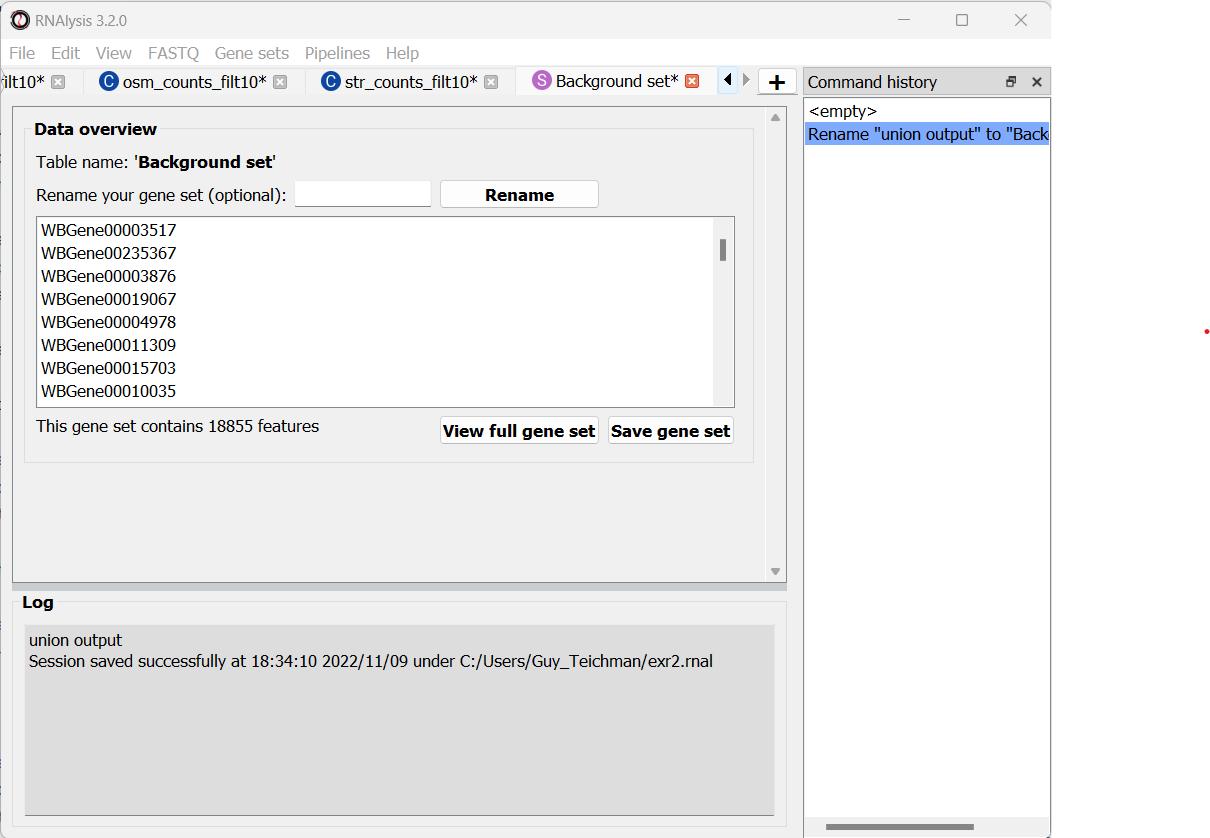 RNAlysis 3.2.0
File Edit View FASTQ Gene sets Pipelines Help
filt10* osm_counts_filt10* str_counts_filt10* Background set*
Command history
<empty>
Rename "union output" to "Back
Data overview
Table name: 'Background set'
Rename your gene set (optional): Rename
WBGene00003517
WBGene00235367
WBGene00003876
WBGene00019067
WBGene00004978
WBGene00011309
WBGene00015703
WBGene00010035
This gene set contains 18855 features
View full gene set Save gene set
Log
union output
Session saved successfully at 18:34:10 2022/11/09 under C:/Users/Guy_Teichman/exr2.rnal